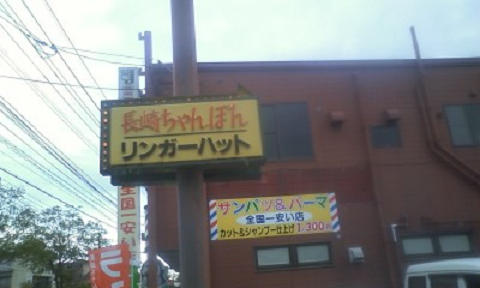 長崎ちゃんぽん
リンガーハット
全国一安い
サンパツ&パーマ
全国一安い店
カット&シャンプー仕上げ1,300円